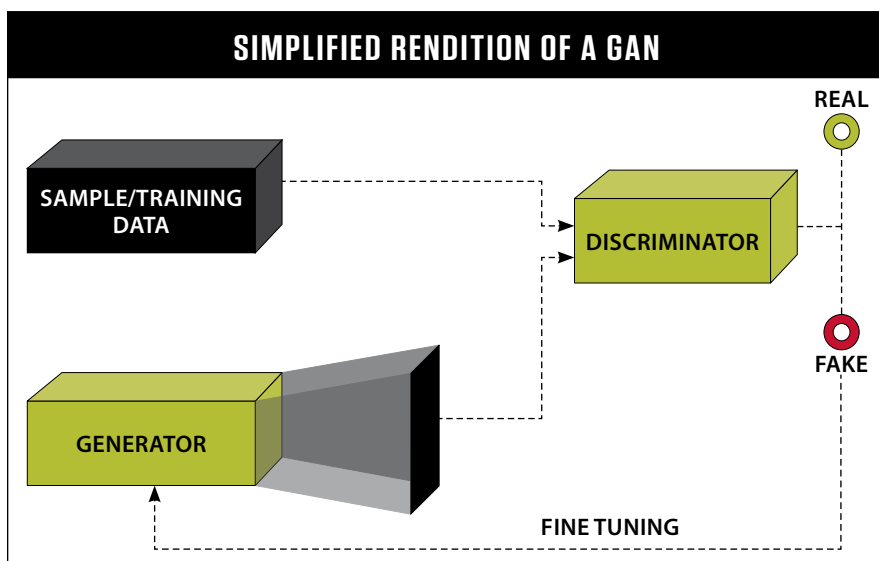 SIMPLIFIED RENDITION OF A GAN
REAL
SAMPLE/TRAINING
DATA
DISCRIMINATOR
FAKE
GENERATOR
FINE TUNING